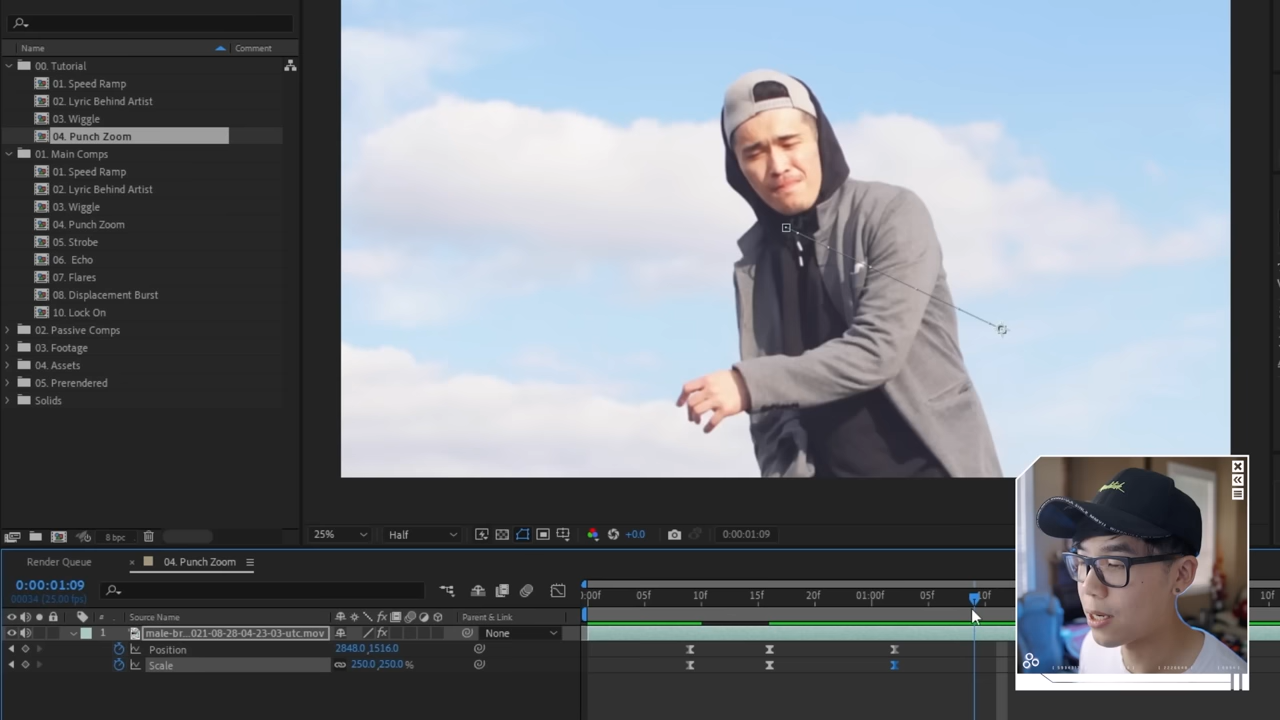 Name Comment
00. Tutorial
01. Speed Ramp
02. Lyric Behind Artist
03. Wiggle
04. Punch Zoom
01. Main Comps
01. Speed Ramp
02. Lyric Behind Artist
03. Wiggle
04. Punch Zoom
05. Strobe
06. Echo
07. Flares
08. Displacement Burst
10. Lock On
02. Passive Comps
03. Footage
04. Assets
05. Prerendered
Solids
8 bpc
25% Half +0.0 0:00:01:09
Render Queue × 04. Punch Zoom
0:00:01:09
00034 (25.00 fps)
:00f 05f 10f 15f 20f 01:00f 05f 10f 10f
# Source Name fx Parent & Link
1 male-br...021-08-28-04-23-03-utc.mov fx None
Position 2848.0,1516.0
Scale 250.0,250.0 %